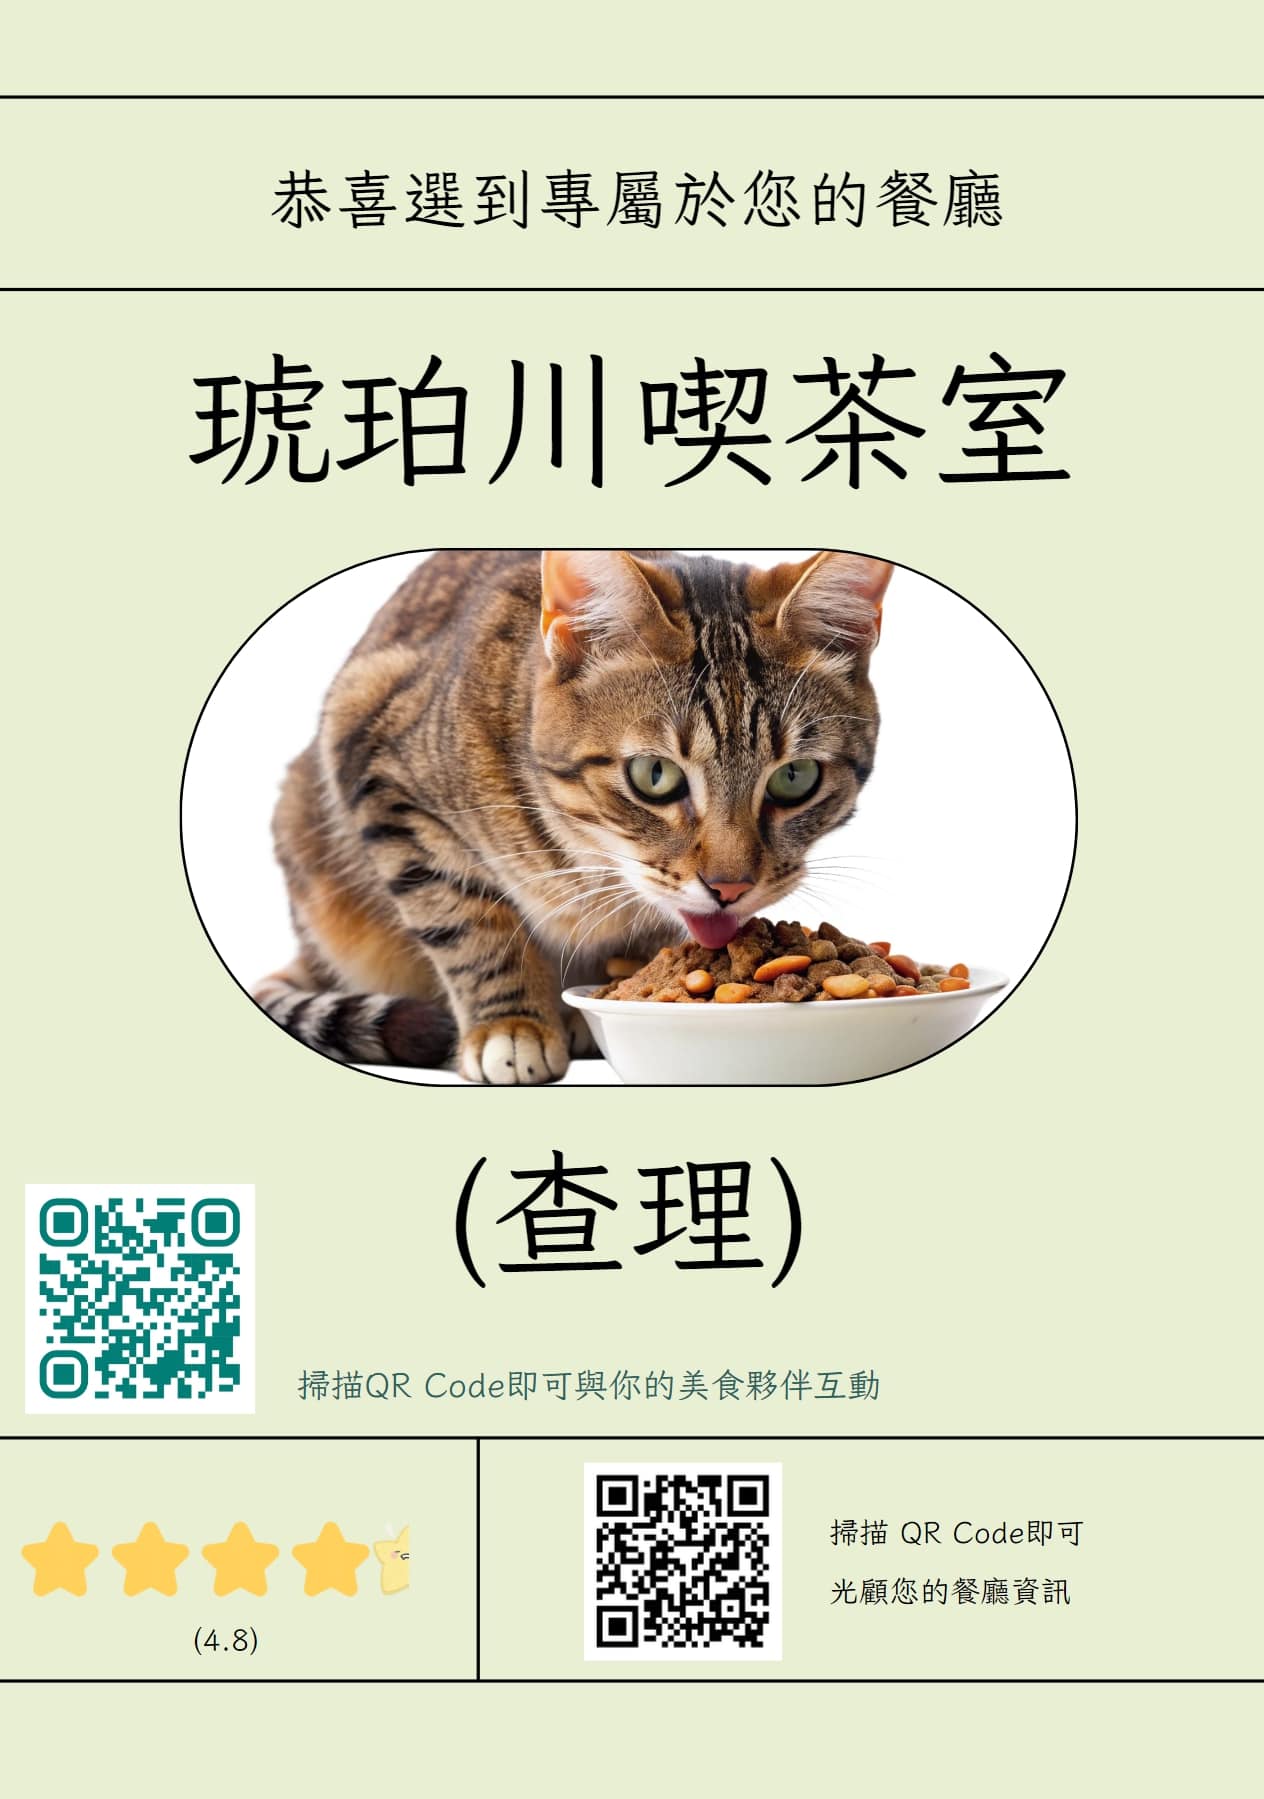 恭喜選到專屬於您的餐廳
琥珀川喫茶室
(查理)
掃描QR Code即可與你的美食夥伴互動
(4.8)
掃描 QR Code即可
光顧您的餐廳資訊